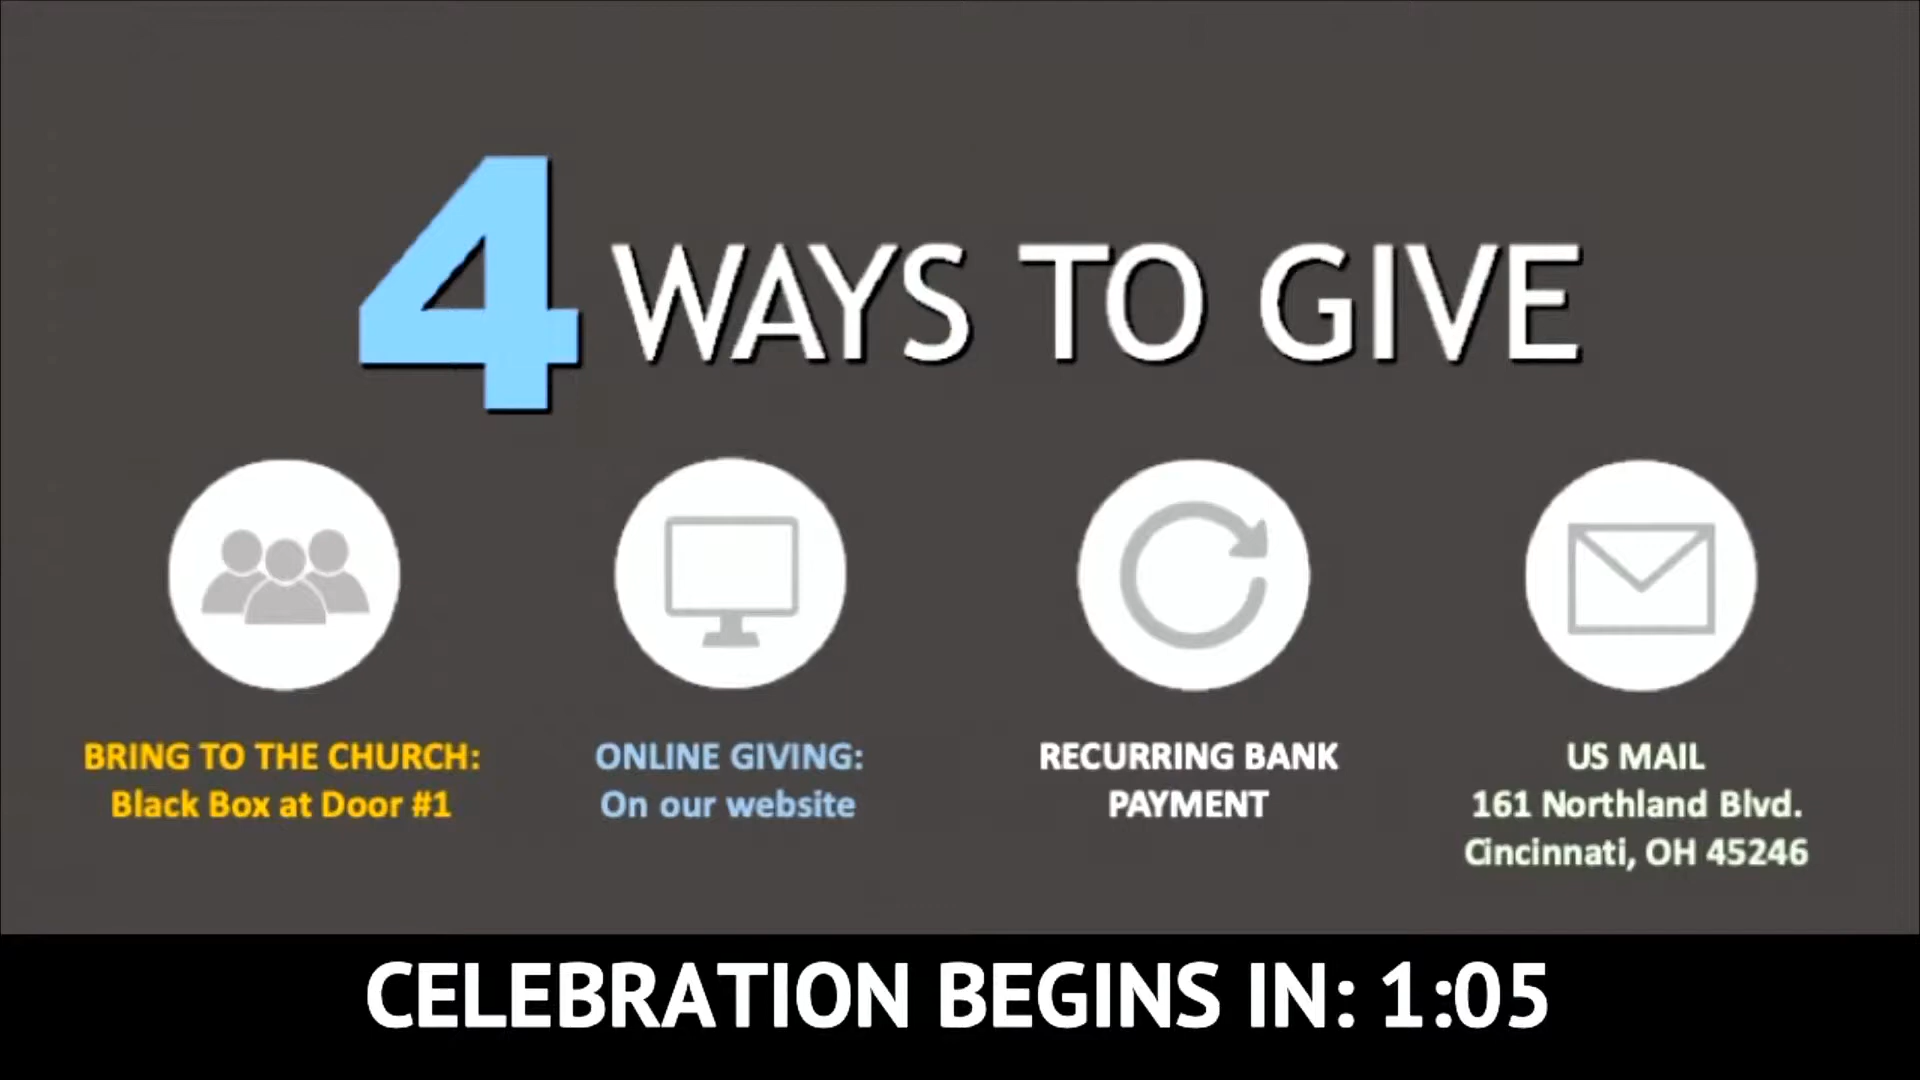 4 WAYS TO GIVE
BRING TO THE CHURCH:
Black Box at Door #1
ONLINE GIVING:
On our website
RECURRING BANK
PAYMENT
US MAIL
161 Northland Blvd.
Cincinnati, OH 45246
CELEBRATION BEGINS IN: 1:05